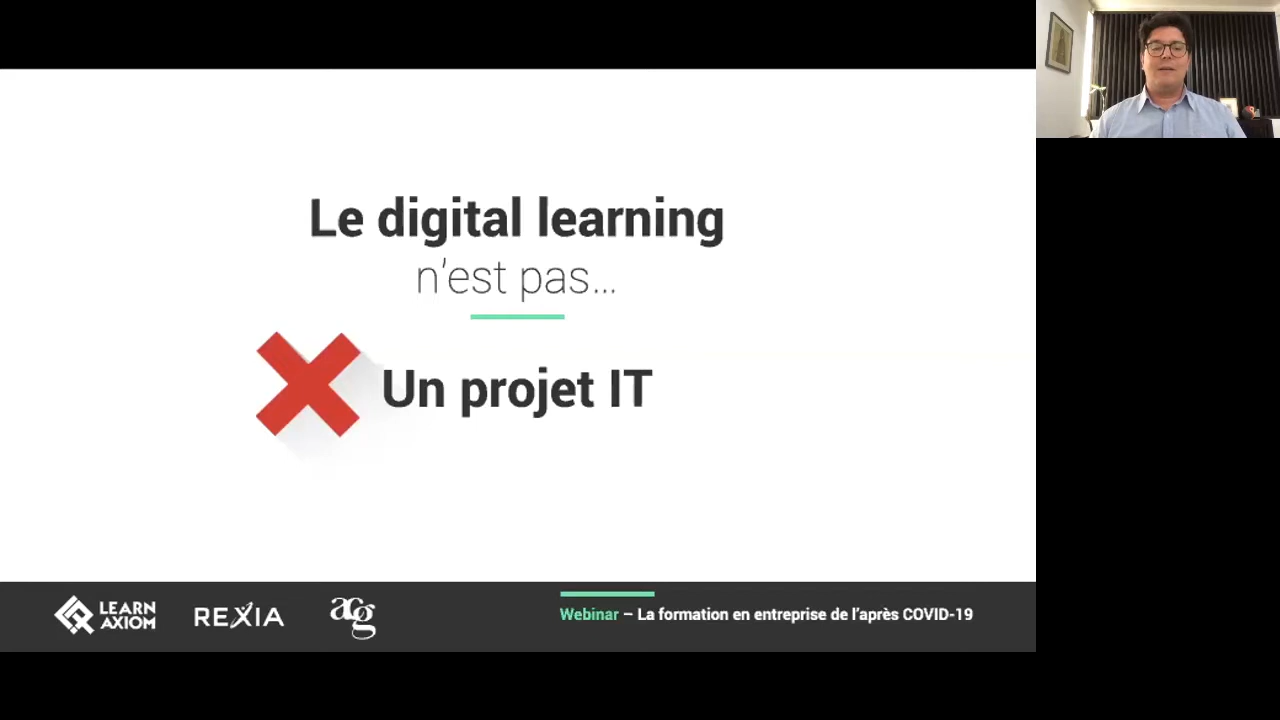 Le digital learning
n'est pas...
Un projet IT
LEARN
AXIOM
REXIA
acg
Webinar – La formation en entreprise de l'après COVID-19